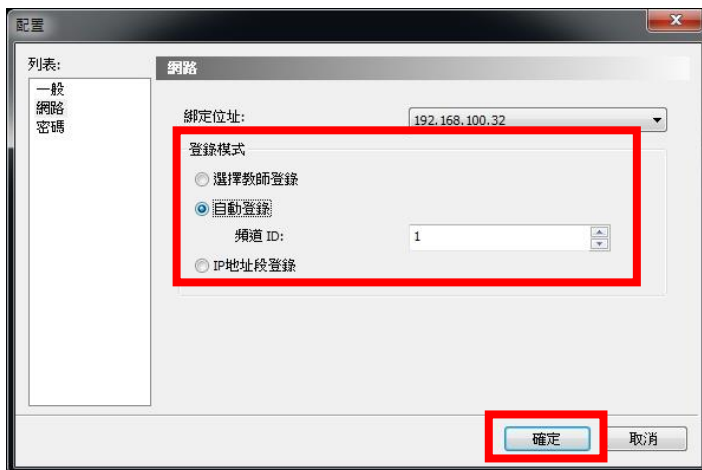 配置
列表:
一般
網路
密碼
網路
綁定位址:
192.168.100.32
登錄模式
選擇教師登錄
自動登錄
頻道 ID:
1
IP地址段登錄
確定
取消